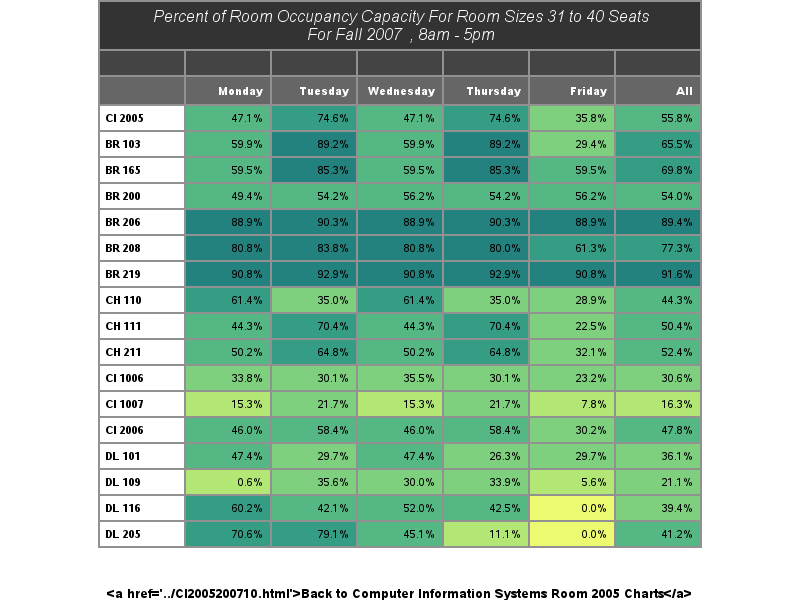 Percent of Room Occupancy Capacity For Room Sizes 31 to 40 Seats
For Fall 2007 , 8am - 5pm
Monday Tuesday Wednesday Thursday Friday All
CI 2005 47.1% 74.6% 47.1% 74.6% 35.8% 55.8%
BR 103 59.9% 89.2% 59.9% 89.2% 29.4% 65.5%
BR 165 59.5% 85.3% 59.5% 85.3% 59.5% 69.8%
BR 200 49.4% 54.2% 56.2% 54.2% 56.2% 54.0%
BR 206 88.9% 90.3% 88.9% 90.3% 88.9% 89.4%
BR 208 80.8% 83.8% 80.8% 80.0% 61.3% 77.3%
BR 219 90.8% 92.9% 90.8% 92.9% 90.8% 91.6%
CH 110 61.4% 35.0% 61.4% 35.0% 28.9% 44.3%
CH 111 44.3% 70.4% 44.3% 70.4% 22.5% 50.4%
CH 211 50.2% 64.8% 50.2% 64.8% 32.1% 52.4%
CI 1006 33.8% 30.1% 35.5% 30.1% 23.2% 30.6%
CI 1007 15.3% 21.7% 15.3% 21.7% 7.8% 16.3%
CI 2006 46.0% 58.4% 46.0% 58.4% 30.2% 47.8%
DL 101 47.4% 29.7% 47.4% 26.3% 29.7% 36.1%
DL 109 0.6% 35.6% 30.0% 33.9% 5.6% 21.1%
DL 116 60.2% 42.1% 52.0% 42.5% 0.0% 39.4%
DL 205 70.6% 79.1% 45.1% 11.1% 0.0% 41.2%
<a href='../CI2005200710.html'>Back to Computer Information Systems Room 2005 Charts</a>